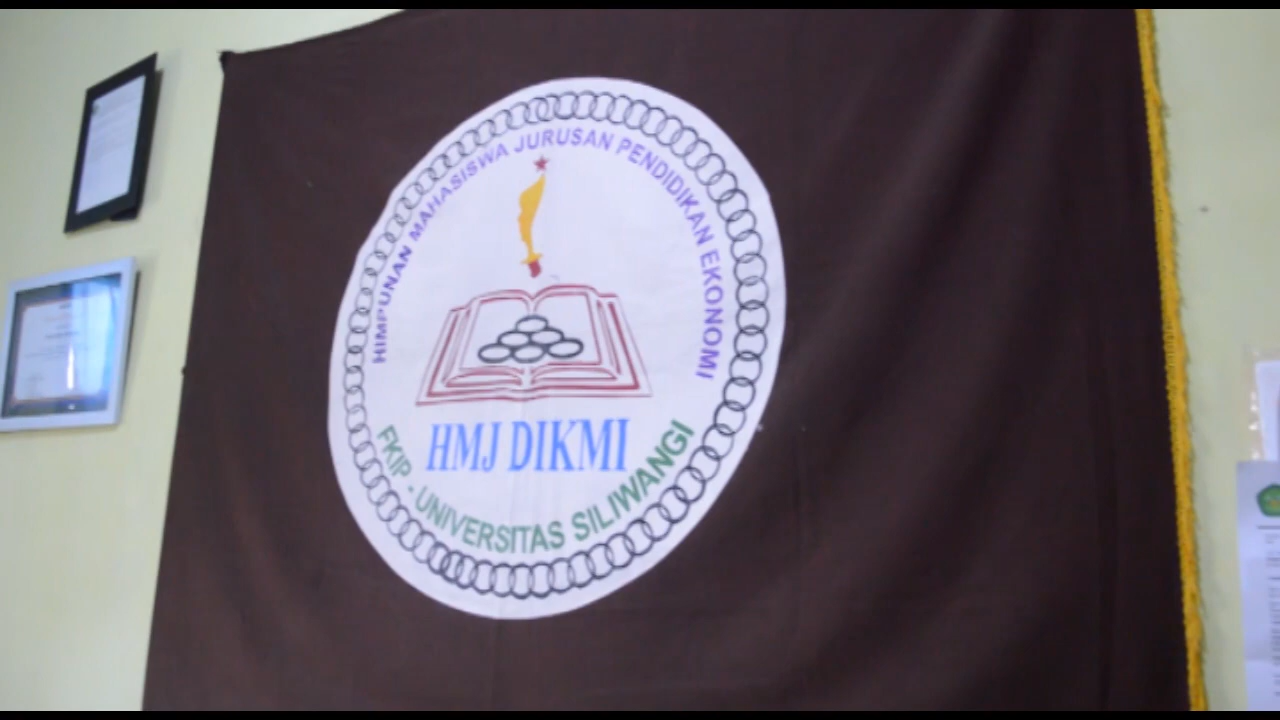 HIMPUNAN MAHASISWA JURUSAN PENDIDIKAN EKONOMI
HMJ DIKMI
FKIP - UNIVERSITAS SILIWANGI